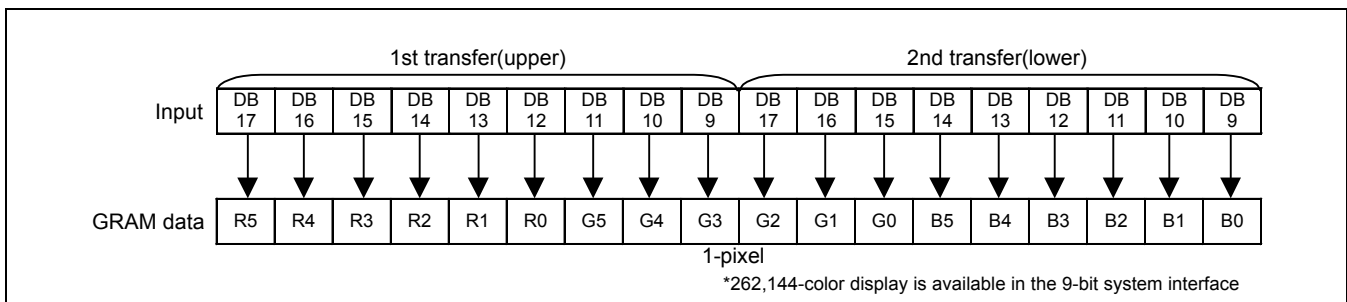 1st transfer(upper) 2nd transfer(lower)
Input DB 17 DB 16 DB 15 DB 14 DB 13 DB 12 DB 11 DB 10 DB 9 DB 17 DB 16 DB 15 DB 14 DB 13 DB 12 DB 11 DB 10 DB 9
GRAM data R5 R4 R3 R2 R1 R0 G5 G4 G3 G2 G1 G0 B5 B4 B3 B2 B1 B0
1-pixel
*262,144-color display is available in the 9-bit system interface